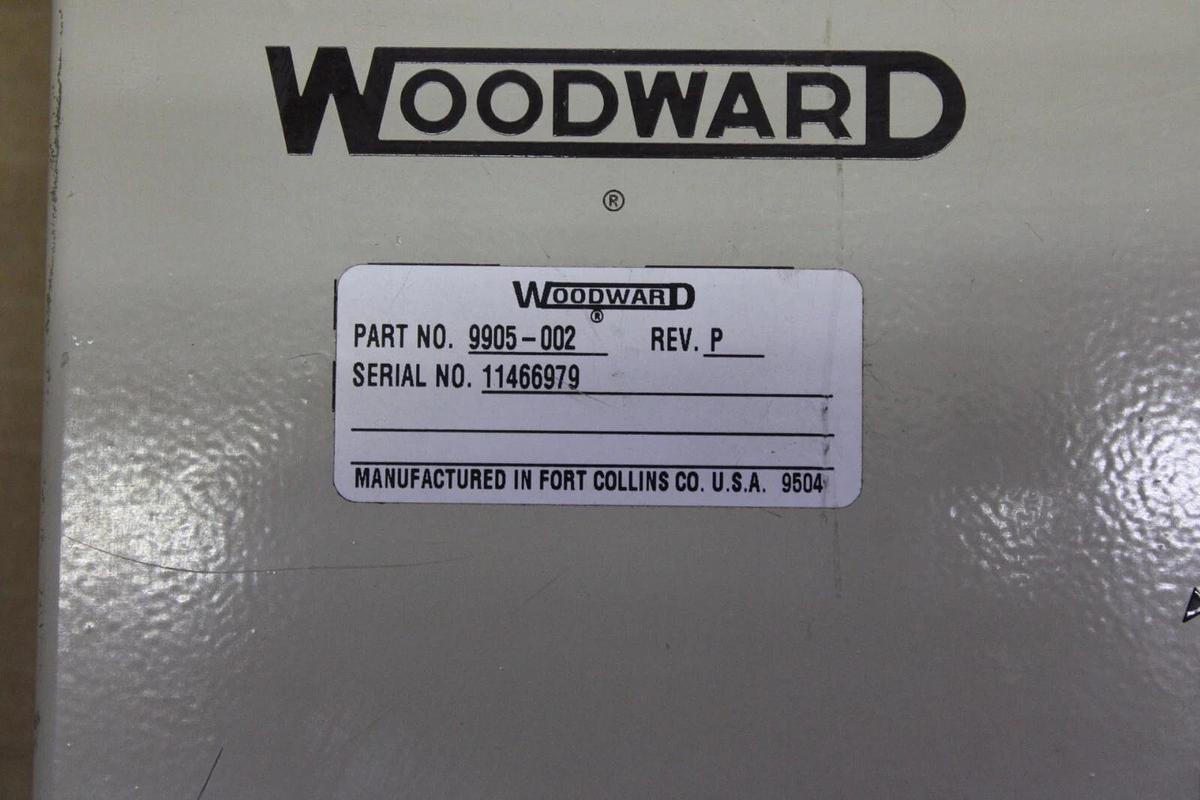 WOODWARD
®
WOODWARD
®
PART NO. 9905-002 REV. P
SERIAL NO. 11466979
MANUFACTURED IN FORT COLLINS CO. U.S.A. 9504